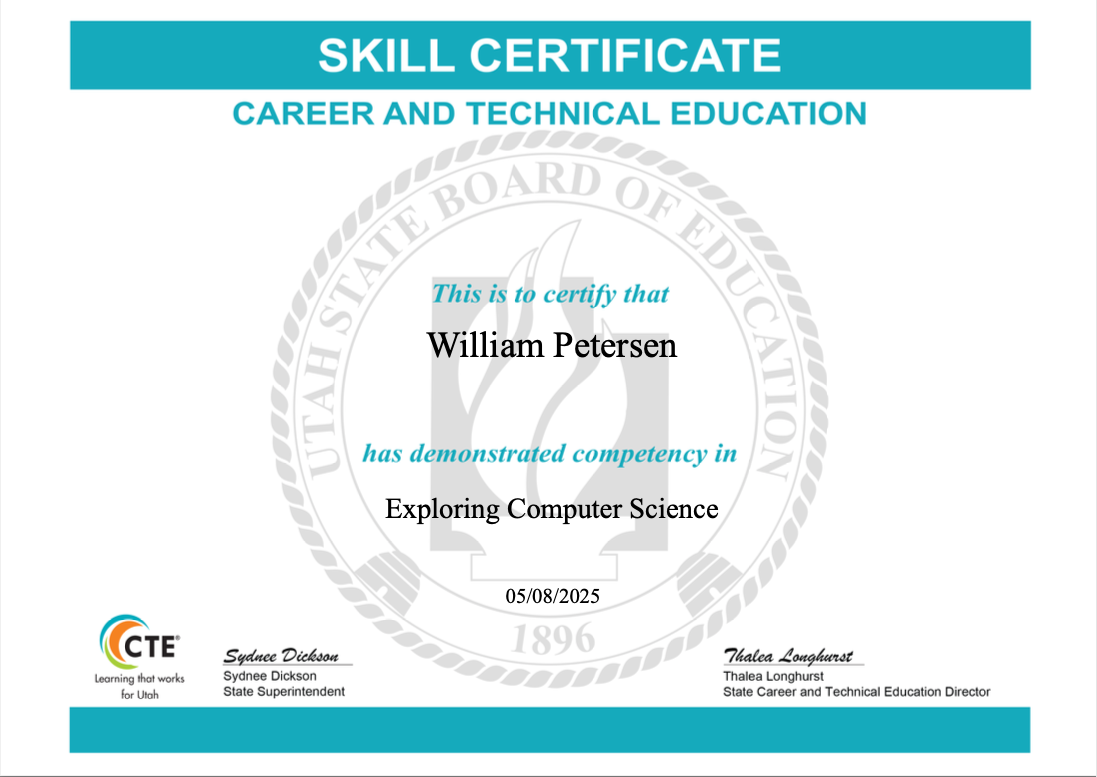 SKILL CERTIFICATE
CAREER AND TECHNICAL EDUCATION
UTAH STATE BOARD OF EDUCATION
This is to certify that
William Petersen
has demonstrated competency in
Exploring Computer Science
05/08/2025
1896
CTE®
Learning that works
for Utah
Sydnee Dickson
Sydnee Dickson
State Superintendent
Thalea Longhurst
Thalea Longhurst
State Career and Technical Education Director